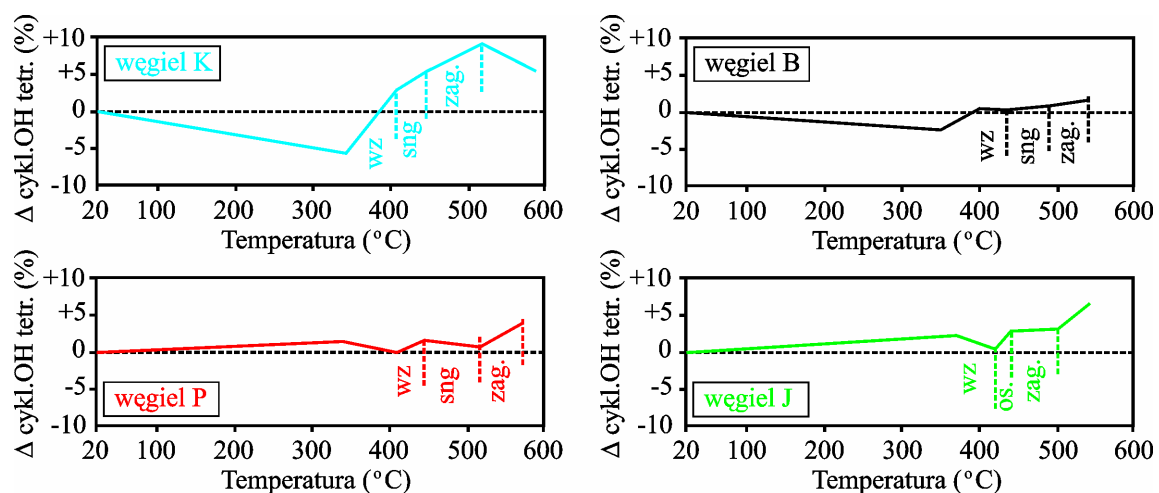 Δ cykl.OH tetr. (%)
+10
+5
0
-5
-10
węgiel K
wz
sng
zag.
20 100 200 300 400 500 600
Temperatura (°C)
Δ cykl.OH tetr. (%)
+10
+5
0
-5
-10
węgiel B
wz
sng
zag.
20 100 200 300 400 500 600
Temperatura (°C)
Δ cykl.OH tetr. (%)
+10
+5
0
-5
-10
węgiel P
wz
sng
zag.
20 100 200 300 400 500 600
Temperatura (°C)
Δ cykl.OH tetr. (%)
+10
+5
0
-5
-10
węgiel J
wz
os.
zag.
20 100 200 300 400 500 600
Temperatura (°C)